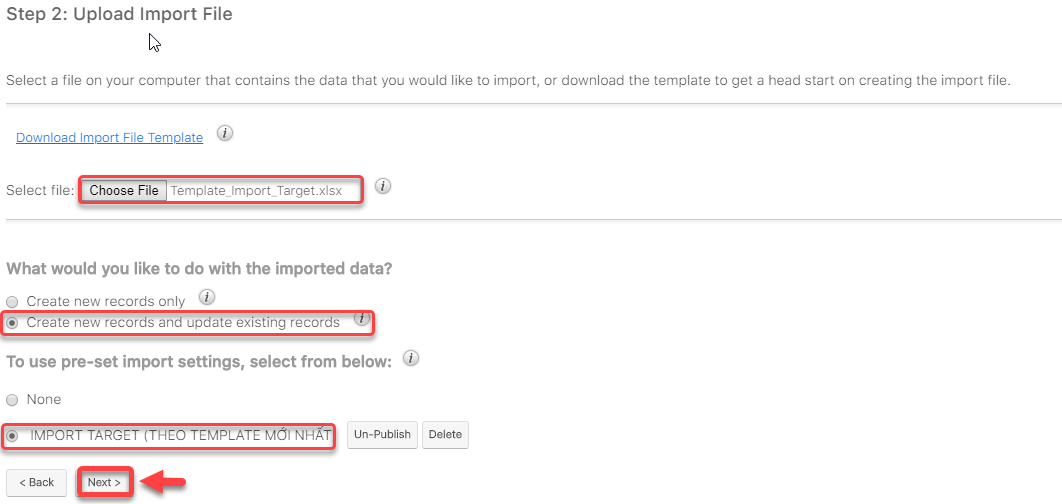 Step 2: Upload Import File
Select a file on your computer that contains the data that you would like to import, or download the template to get a head start on creating the import file.
Download Import File Template i
Select file: Choose File Template_Import_Target.xlsx i
What would you like to do with the imported data?
Create new records only i
Create new records and update existing records i
To use pre-set import settings, select from below: i
None
IMPORT TARGET (THEO TEMPLATE MỚI NHẤT Un-Publish Delete
< Back Next >